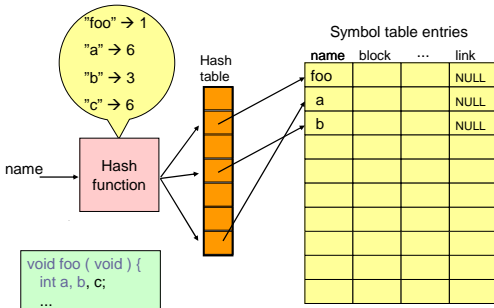 "foo" → 1
"a" → 6
"b" → 3
"c" → 6
Hash
table
Symbol table entries
name block ... link
foo NULL
a NULL
b NULL
name
Hash
function
void foo ( void ) {
int a, b, c;
...